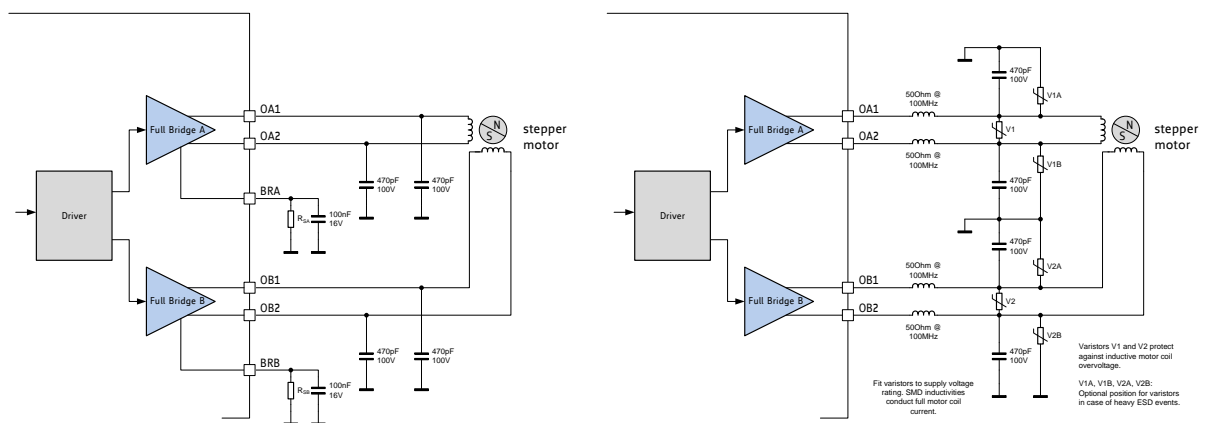 Driver
Full Bridge A
Full Bridge B
OA1
OA2
BRA
RSA
100nF
16V
470pF
100V
470pF
100V
N
S
stepper
motor
OB1
OB2
BRB
RSB
100nF
16V
470pF
100V
470pF
100V
Driver
Full Bridge A
Full Bridge B
OA1
OA2
50Ohm @
100MHz
50Ohm @
100MHz
470pF
100V
V1A
V1
N
S
stepper
motor
V1B
470pF
100V
470pF
100V
V2A
OB1
OB2
50Ohm @
100MHz
50Ohm @
100MHz
V2
V2B
470pF
100V
Fit varistors to supply voltage
rating. SMD inductivities
conduct full motor coil
current.
Varistors V1 and V2 protect
against inductive motor coil
overvoltage.
V1A, V1B, V2A, V2B:
Optional position for varistors
in case of heavy ESD events.